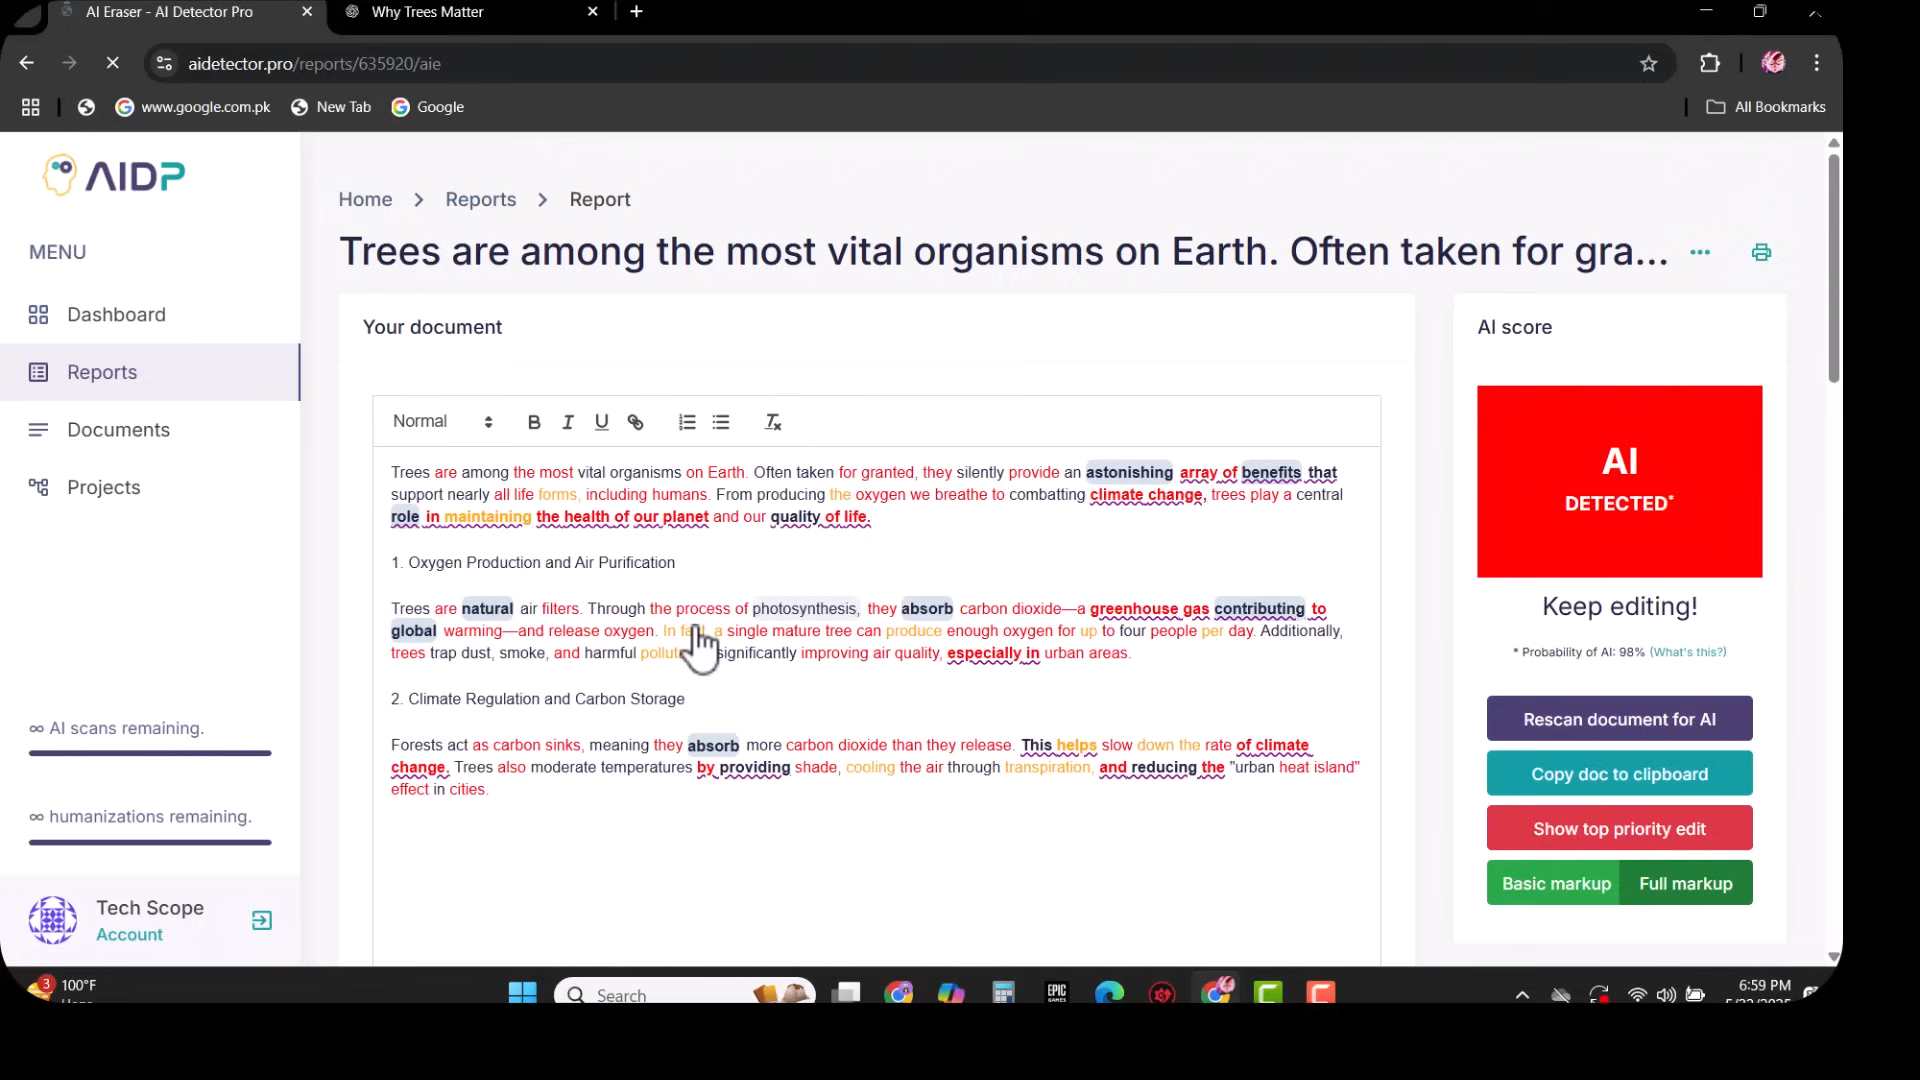 AI Eraser - AI Detector Pro
Why Trees Matter
aidetector.pro/reports/635920/aie
www.google.com.pk
New Tab
Google
All Bookmarks
AIDP
Home > Reports > Report
Trees are among the most vital organisms on Earth. Often taken for gra...
MENU
Dashboard
Reports
Documents
Projects
∞ AI scans remaining.
∞ humanizations remaining.
Tech Scope
Account
Your document
Normal
Trees are among the most vital organisms on Earth. Often taken for granted, they silently provide an astonishing array of benefits that
support nearly all life forms, including humans. From producing the oxygen we breathe to combatting climate change, trees play a central
role in maintaining the health of our planet and our quality of life.
1. Oxygen Production and Air Purification
Trees are natural air filters. Through the process of photosynthesis, they absorb carbon dioxide—a greenhouse gas contributing to
global warming—and release oxygen. In a single mature tree can produce enough oxygen for up to four people per day. Additionally,
trees trap dust, smoke, and harmful significantly improving air quality, especially in urban areas.
2. Climate Regulation and Carbon Storage
Forests act as carbon sinks, meaning they absorb more carbon dioxide than they release. This helps slow down the rate of climate
change. Trees also moderate temperatures by providing shade, cooling the air through transpiration, and reducing the "urban heat island"
effect in cities.
AI score
AI
DETECTED*
Keep editing!
* Probability of AI: 98% (What's this?)
Rescan document for AI
Copy doc to clipboard
Show top priority edit
Basic markup
Full markup
3
100°F
Search
EPIC
GAMES
6:59 PM